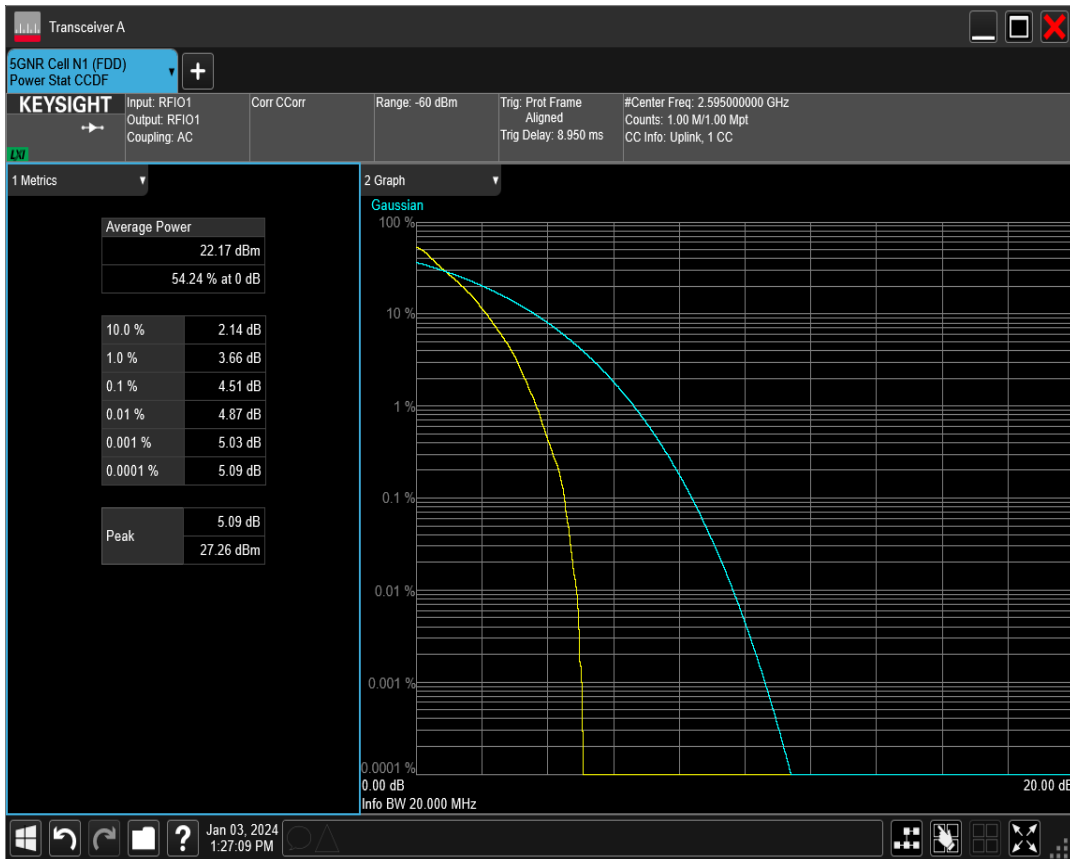 Transceiver A
5GNR Cell N1 (FDD)
Power Stat CCDF
+
KEYSIGHT
LXI
Input: RFIO1
Output: RFIO1
Coupling: AC
Corr CCorr
Range: -60 dBm
Trig: Prot Frame
Aligned
Trig Delay: 8.950 ms
#Center Freq: 2.595000000 GHz
Counts: 1.00 M/1.00 Mpt
CC Info: Uplink, 1 CC
1 Metrics
Average Power
22.17 dBm
54.24 % at 0 dB
10.0 % 2.14 dB
1.0 % 3.66 dB
0.1 % 4.51 dB
0.01 % 4.87 dB
0.001 % 5.03 dB
0.0001 % 5.09 dB
Peak
5.09 dB
27.26 dBm
2 Graph
Gaussian
100 %
10 %
1 %
0.1 %
0.01 %
0.001 %
0.0001 %
0.00 dB 20.00 dB
Info BW 20.000 MHz
?
Jan 03, 2024
1:27:09 PM